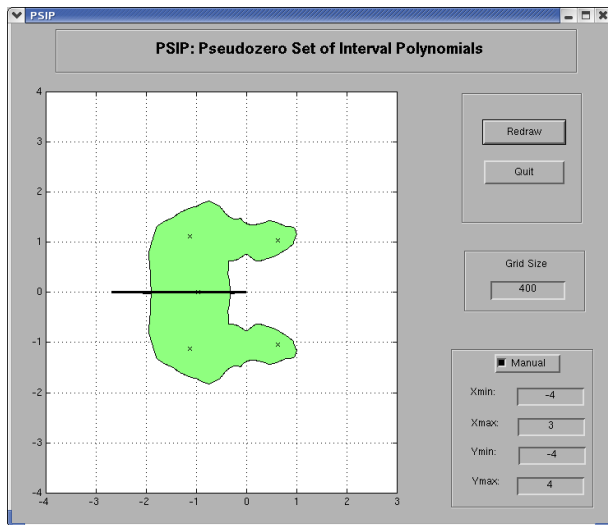 PSIP
PSIP: Pseudozero Set of Interval Polynomials
4
3
2
1
0
-1
-2
-3
-4
-4 -3 -2 -1 0 1 2 3
Redraw
Quit
Grid Size
400
Manual
Xmin: -4
Xmax: 3
Ymin: -4
Ymax: 4